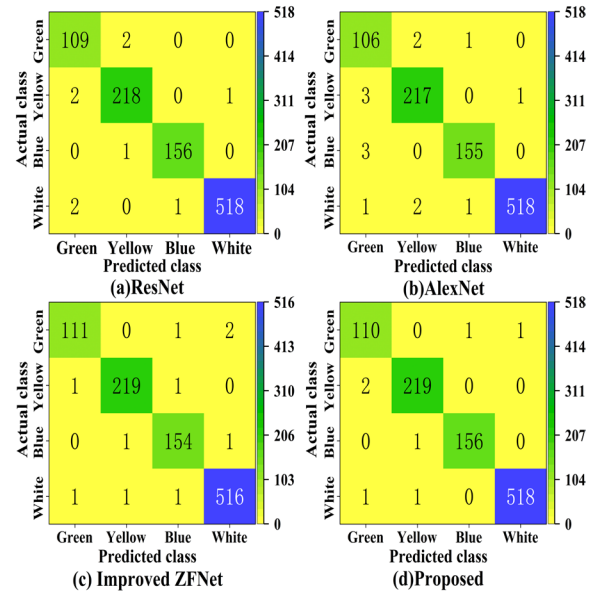 Actual class
Green
Yellow
Blue
White
109 2 0 0
2 218 0 1
0 1 156 0
2 0 1 518
518
414
311
207
104
0
Green Yellow Blue White
Predicted class
(a)ResNet
Actual class
Green
Yellow
Blue
White
106 2 1 0
3 217 0 1
3 0 155 0
1 2 1 518
518
414
311
207
104
0
Green Yellow Blue White
Predicted class
(b)AlexNet
Actual class
Green
Yellow
Blue
White
111 0 1 2
1 219 1 0
0 1 154 1
1 1 1 516
516
413
310
206
103
0
Green Yellow Blue White
Predicted class
(c) Improved ZFNet
Actual class
Green
Yellow
Blue
White
110 0 1 1
2 219 0 0
0 1 156 0
1 1 0 518
518
414
311
207
104
0
Green Yellow Blue White
Predicted class
(d)Proposed